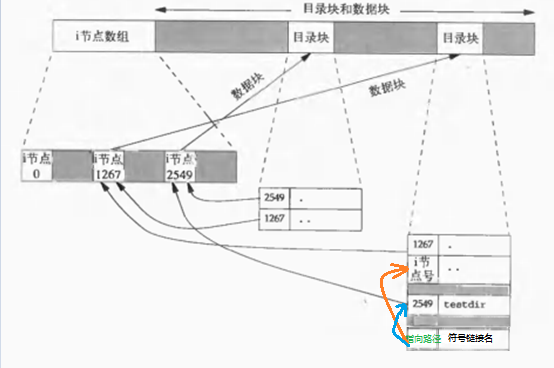 目录块和数据块
i节点数组
目录块
目录块
数据块
数据块
i节点
0
i节点
1267
i节点
2549
2549 .
1267 ..
1267 .
i节
点号 ..
2549 testdir
指向路径 符号链接名